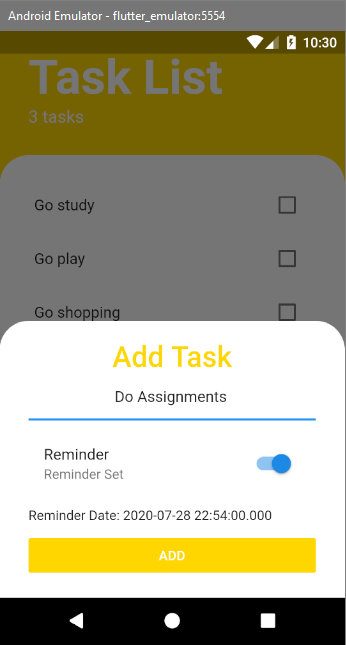 Android Emulator - flutter_emulator:5554
10:30
Task List
3 tasks
Go study
Go play
Go shopping
Add Task
Do Assignments
Reminder
Reminder Set
Reminder Date: 2020-07-28 22:54:00.000
ADD